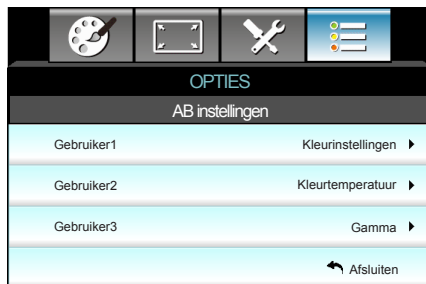 OPTIES
AB instellingen
Gebruiker1 Kleurinstellingen
Gebruiker2 Kleurtemperatuur
Gebruiker3 Gamma
Afsluiten